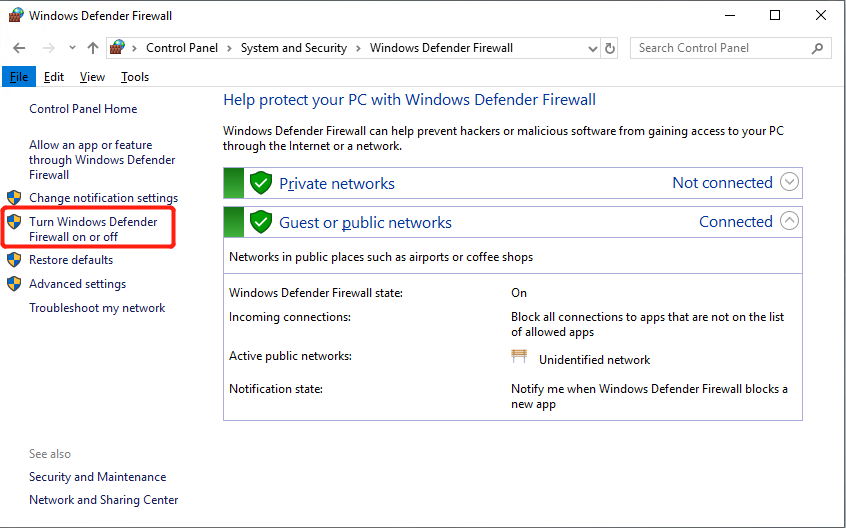 Windows Defender Firewall
Control Panel System and Security Windows Defender Firewall
Search Control Panel
File Edit View Tools
Control Panel Home
Allow an app or feature
through Windows Defender
Firewall
Change notification settings
Turn Windows Defender
Firewall on or off
Restore defaults
Advanced settings
Troubleshoot my network
See also
Security and Maintenance
Network and Sharing Center
Help protect your PC with Windows Defender Firewall
Windows Defender Firewall can help prevent hackers or malicious software from gaining access to your PC
through the Internet or a network.
Private networks Not connected
Guest or public networks Connected
Networks in public places such as airports or coffee shops
Windows Defender Firewall state: On
Incoming connections: Block all connections to apps that are not on the list
of allowed apps
Active public networks: Unidentified network
Notification state: Notify me when Windows Defender Firewall blocks a
new app